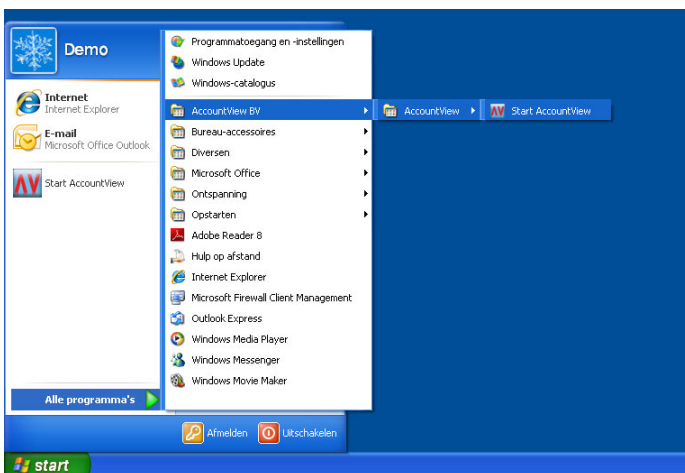 Demo
Internet
Internet Explorer
E-mail
Microsoft Office Outlook
Start AccountView
Alle programma's
Programmatoegang en -instellingen
Windows Update
Windows-catalogus
AccountView BV
Bureau-accessoires
Diversen
Microsoft Office
Ontspanning
Opstarten
Adobe Reader 8
Hulp op afstand
Internet Explorer
Microsoft Firewall Client Management
Outlook Express
Windows Media Player
Windows Messenger
Windows Movie Maker
AccountView
Start AccountView
Afmelden
Uitschakelen
start